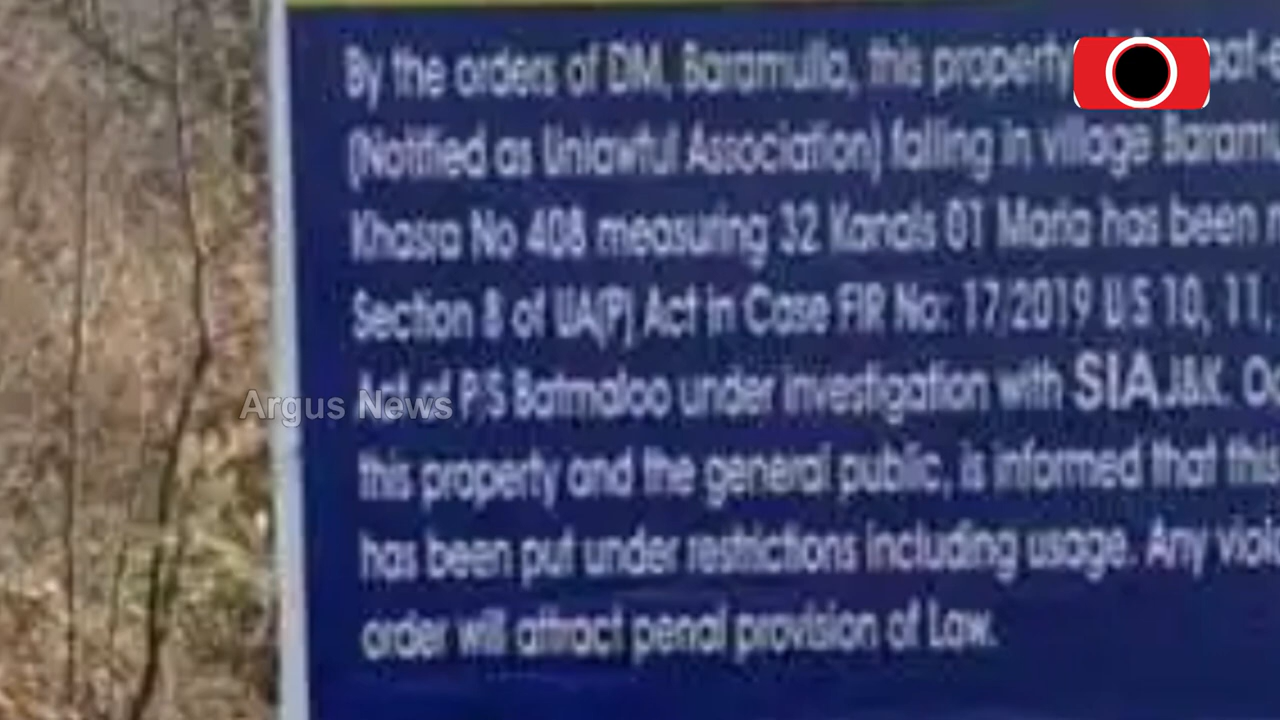 By the orders of DM, Baramulla, this property
(Notified as Unlawful Association) falling in village Baramu
Khasra No 408 measuring 32 Kanals 01 Marla has been
Section 8 of UA(P) Act in Case FIR No: 17/2019 U/S 10, 11,
Act of P/S Batmaloo under investigation with SIA J&K.
this property and the general public, is informed that this
has been put under restrictions including usage. Any viol
order will attract penal provision of Law.
Argus News